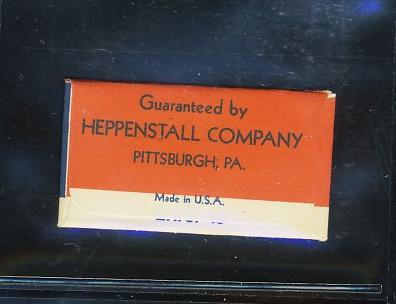 Guaranteed by
HEPPENSTALL COMPANY
PITTSBURGH, PA.
Made in U.S.A.